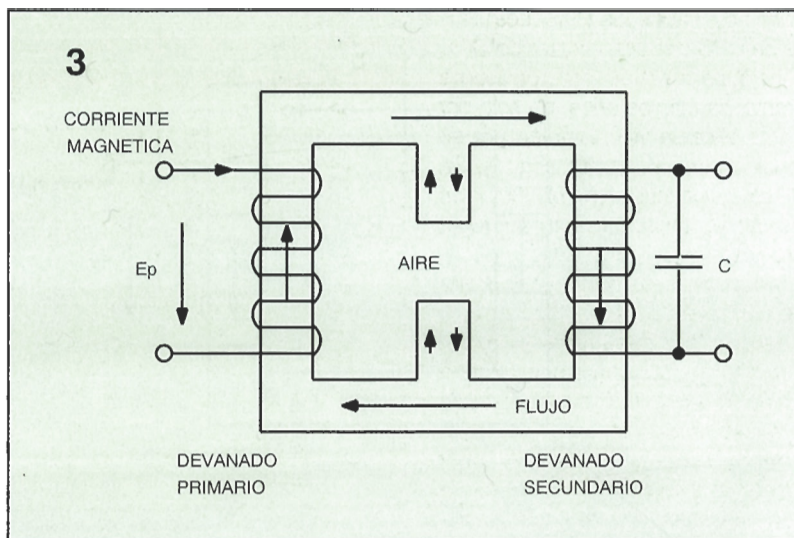 3
CORRIENTE
MAGNETICA
Ep
AIRE
C
FLUJO
DEVANADO
PRIMARIO
DEVANADO
SECUNDARIO